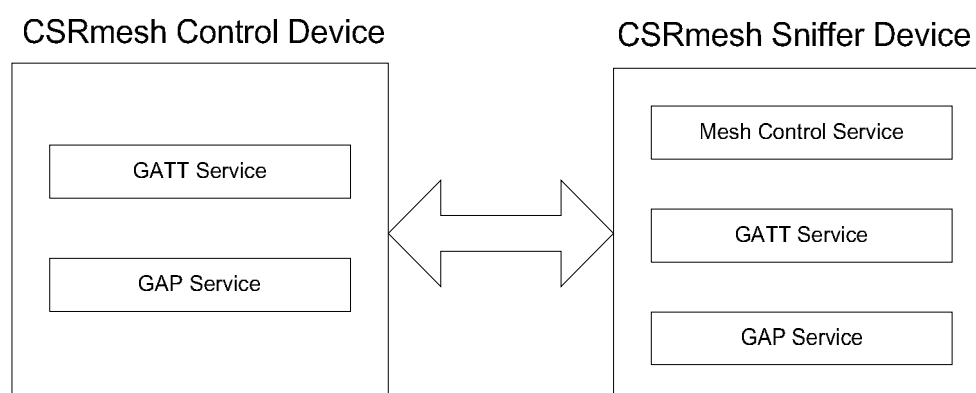 CSRmesh Control Device
GATT Service
GAP Service
CSRmesh Sniffer Device
Mesh Control Service
GATT Service
GAP Service